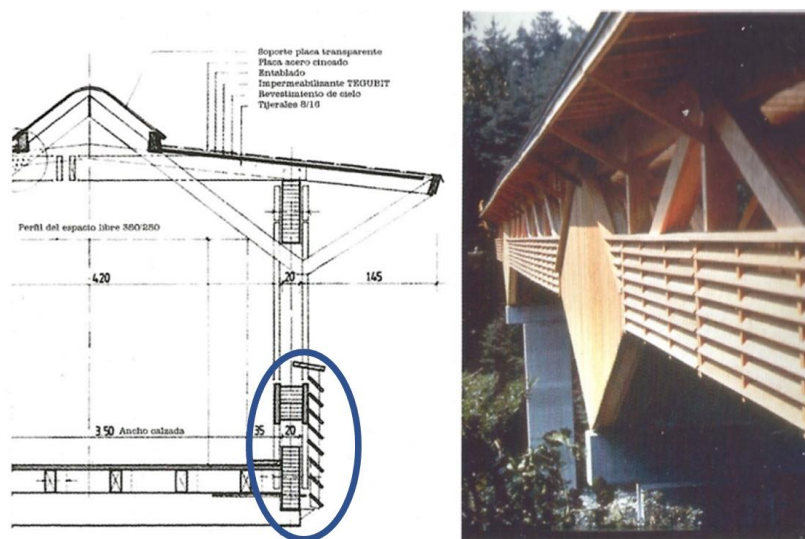 Soporte placa transparente
Placa acero cincado
Entablado
Impermeabilizante TEGUBIT
Revestimiento de cielo
Tijerales 8/16
Perfil del espacio libre 350/250
420
20
145
3 50 Ancho calzada
35
20